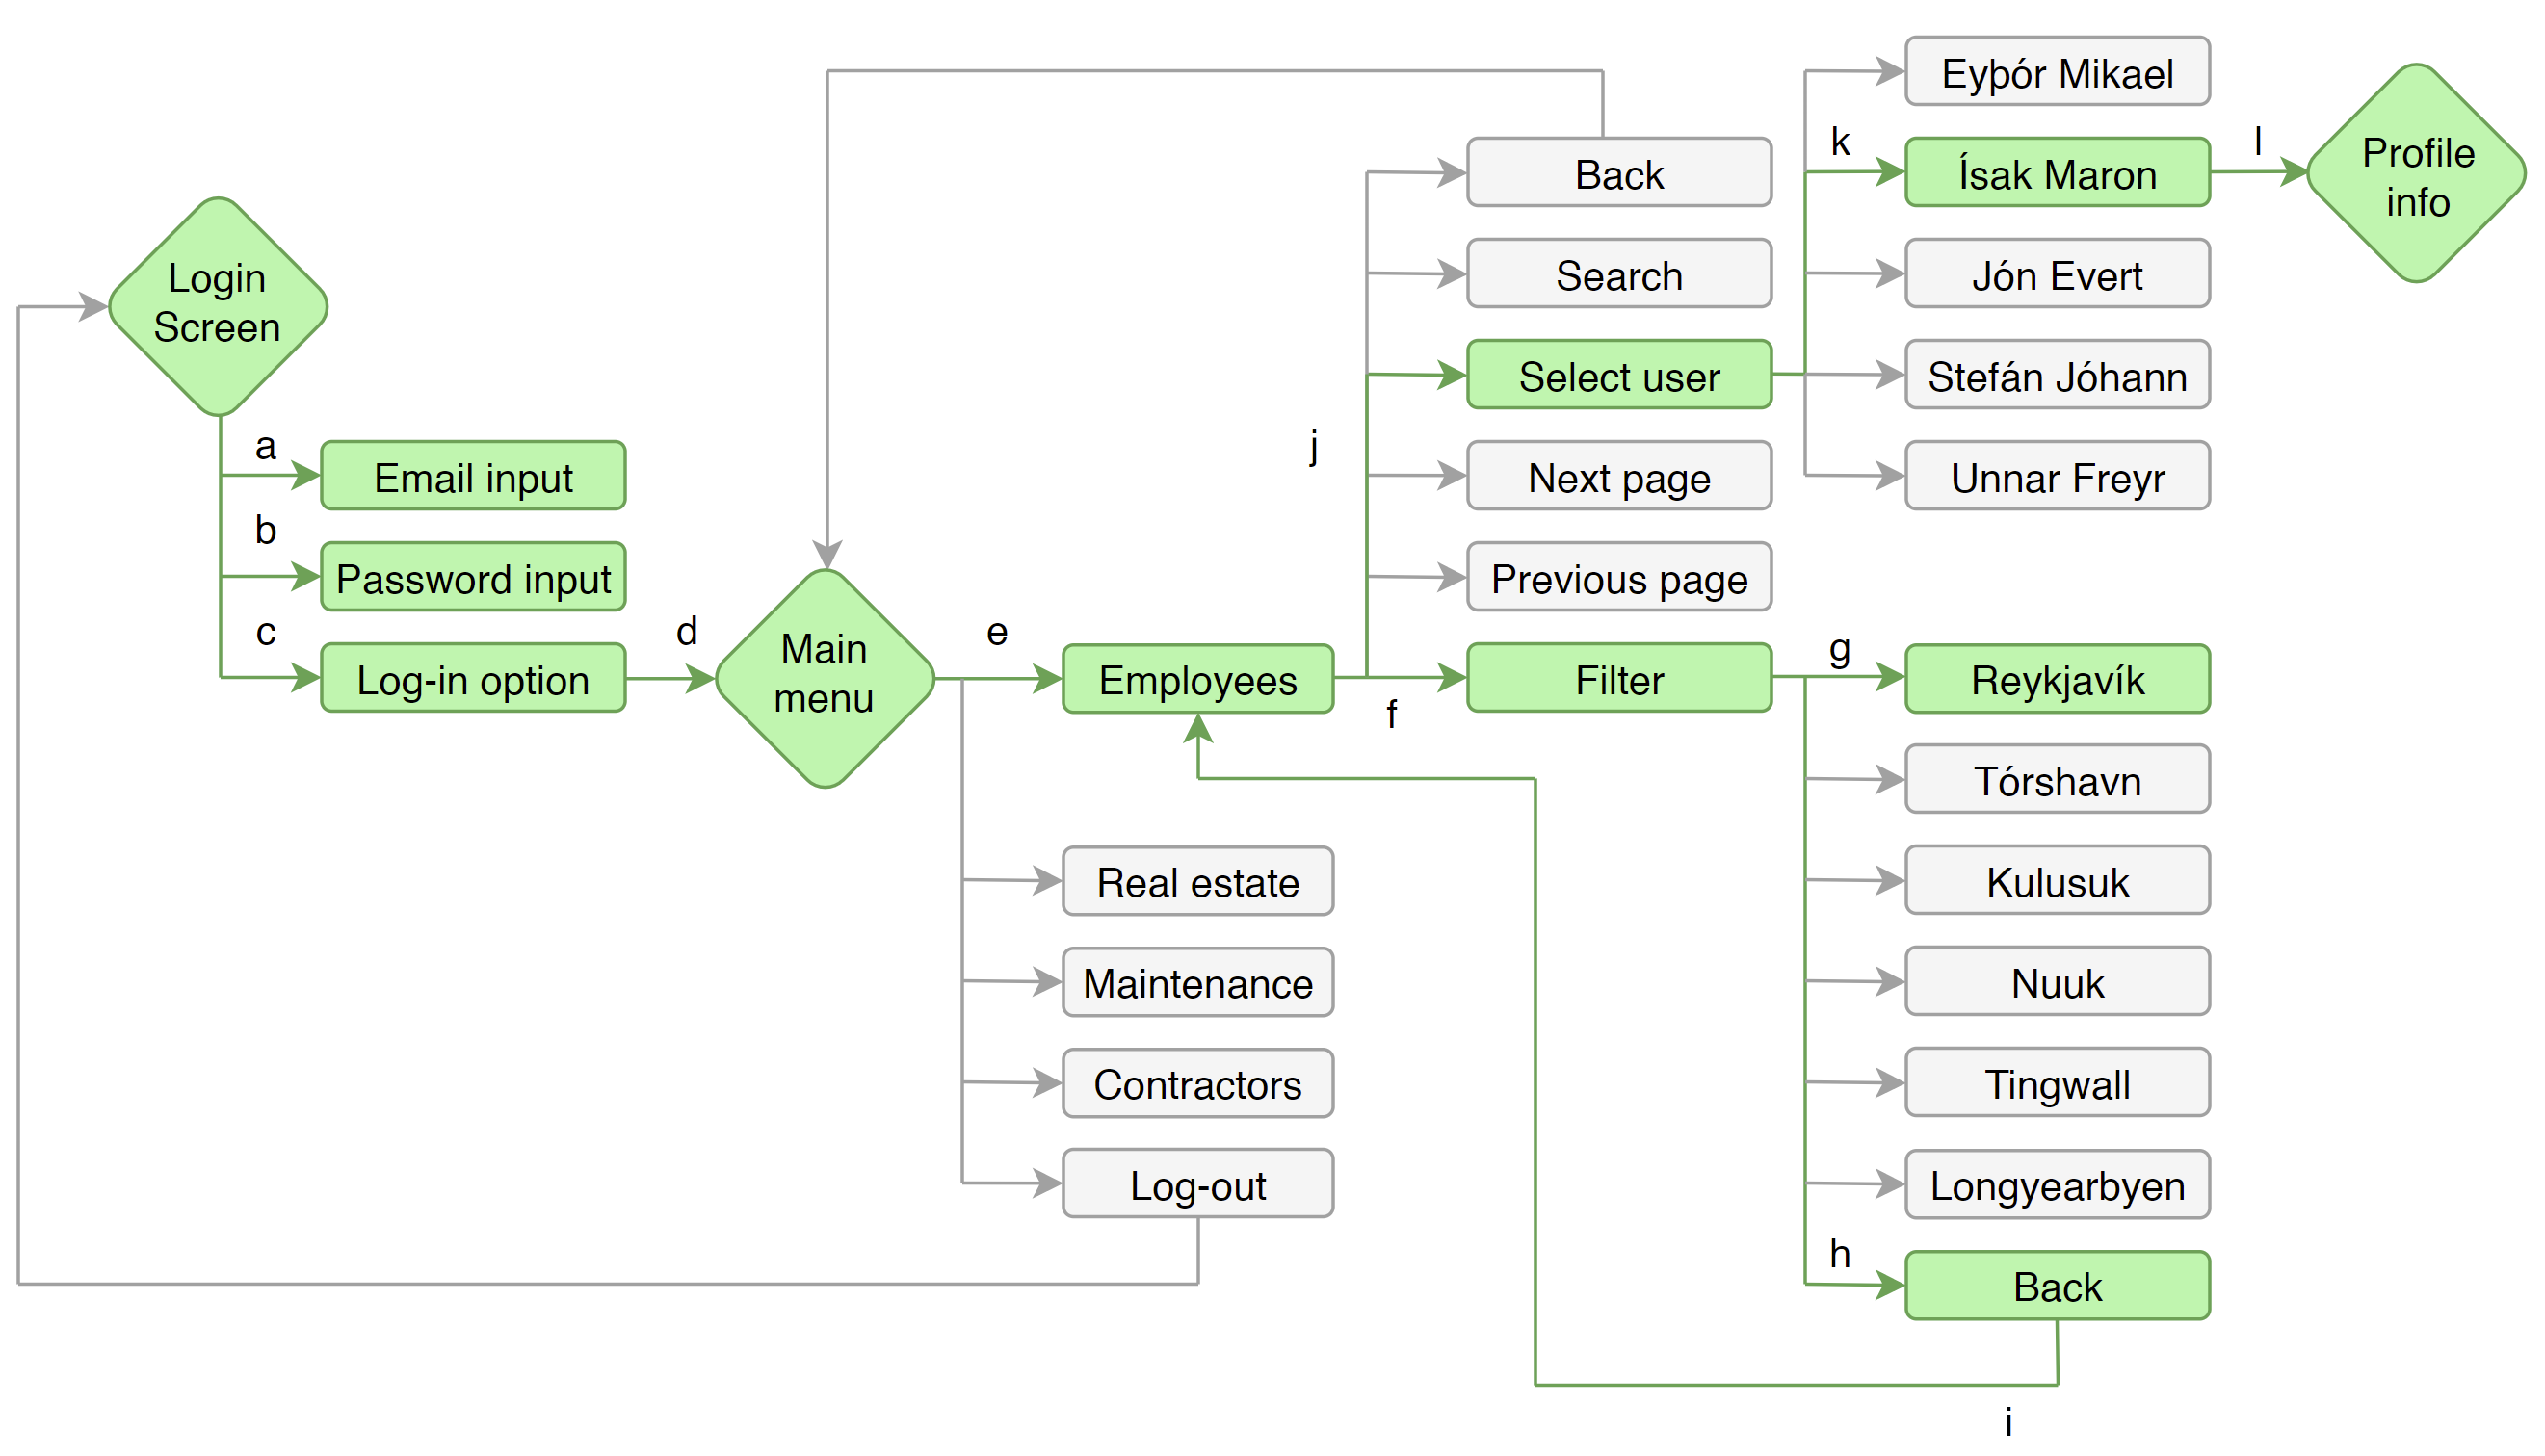 Login
Screen
a
Email input
b
Password input
c
Log-in option
d
Main
menu
e
Employees
Real estate
Maintenance
Contractors
Log-out
j
f
Back
Search
Select user
Next page
Previous page
Filter
k
Eyþór Mikael
Ísak Maron
Jón Evert
Stefán Jóhann
Unnar Freyr
l
Profile
info
g
Reykjavík
Tórshavn
Kulusuk
Nuuk
Tingwall
Longyearbyen
h
Back
i